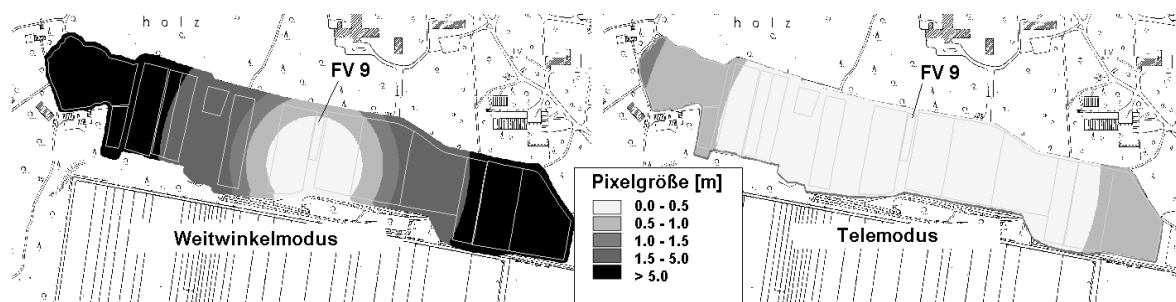 holz
FV 9
Weitwinkelmodus
Pixelgröße [m]
0.0 - 0.5
0.5 - 1.0
1.0 - 1.5
1.5 - 5.0
> 5.0
holz
FV 9
Telemodus